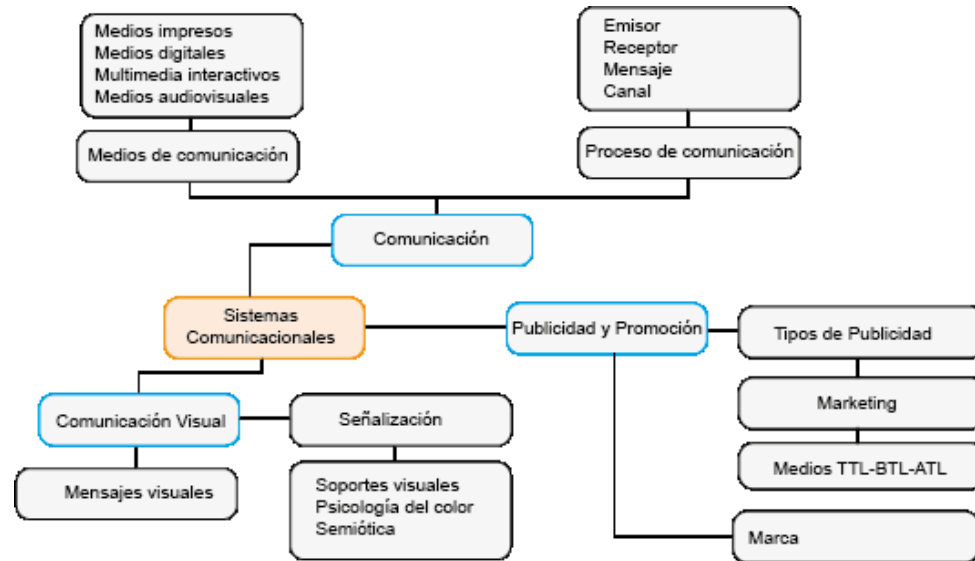 Medios impresos
Medios digitales
Multimedia interactivos
Medios audiovisuales
Emisor
Receptor
Mensaje
Canal
Medios de comunicación
Proceso de comunicación
Comunicación
Sistemas
Comunicacionales
Publicidad y Promoción
Tipos de Publicidad
Marketing
Medios TTL-BTL-ATL
Marca
Comunicación Visual
Señalización
Mensajes visuales
Soportes visuales
Psicología del color
Semiótica